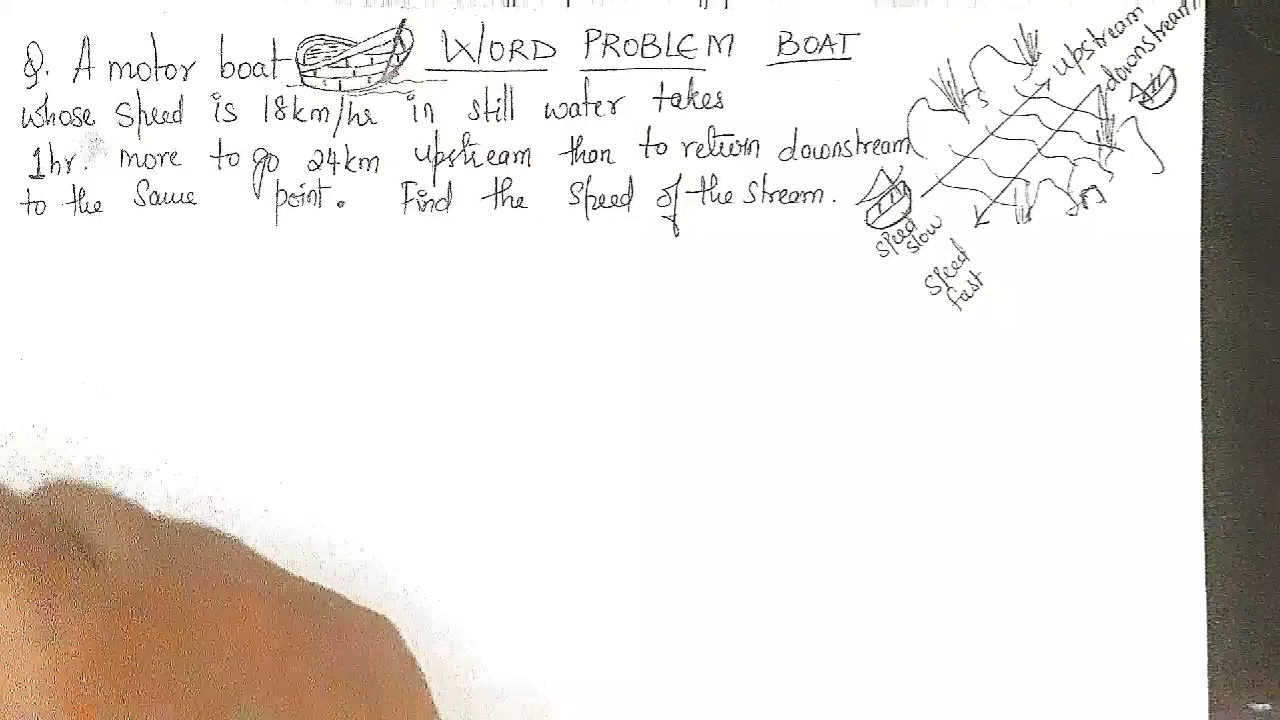 WORD PROBLEM BOAT
Q. A motor boat
whose speed is 18km/hr in still water takes
1hr. more to go 24km upstream than to return downstream
to the same point. Find the speed of the stream.
upstream
downstream
speed
slow
speed
fast